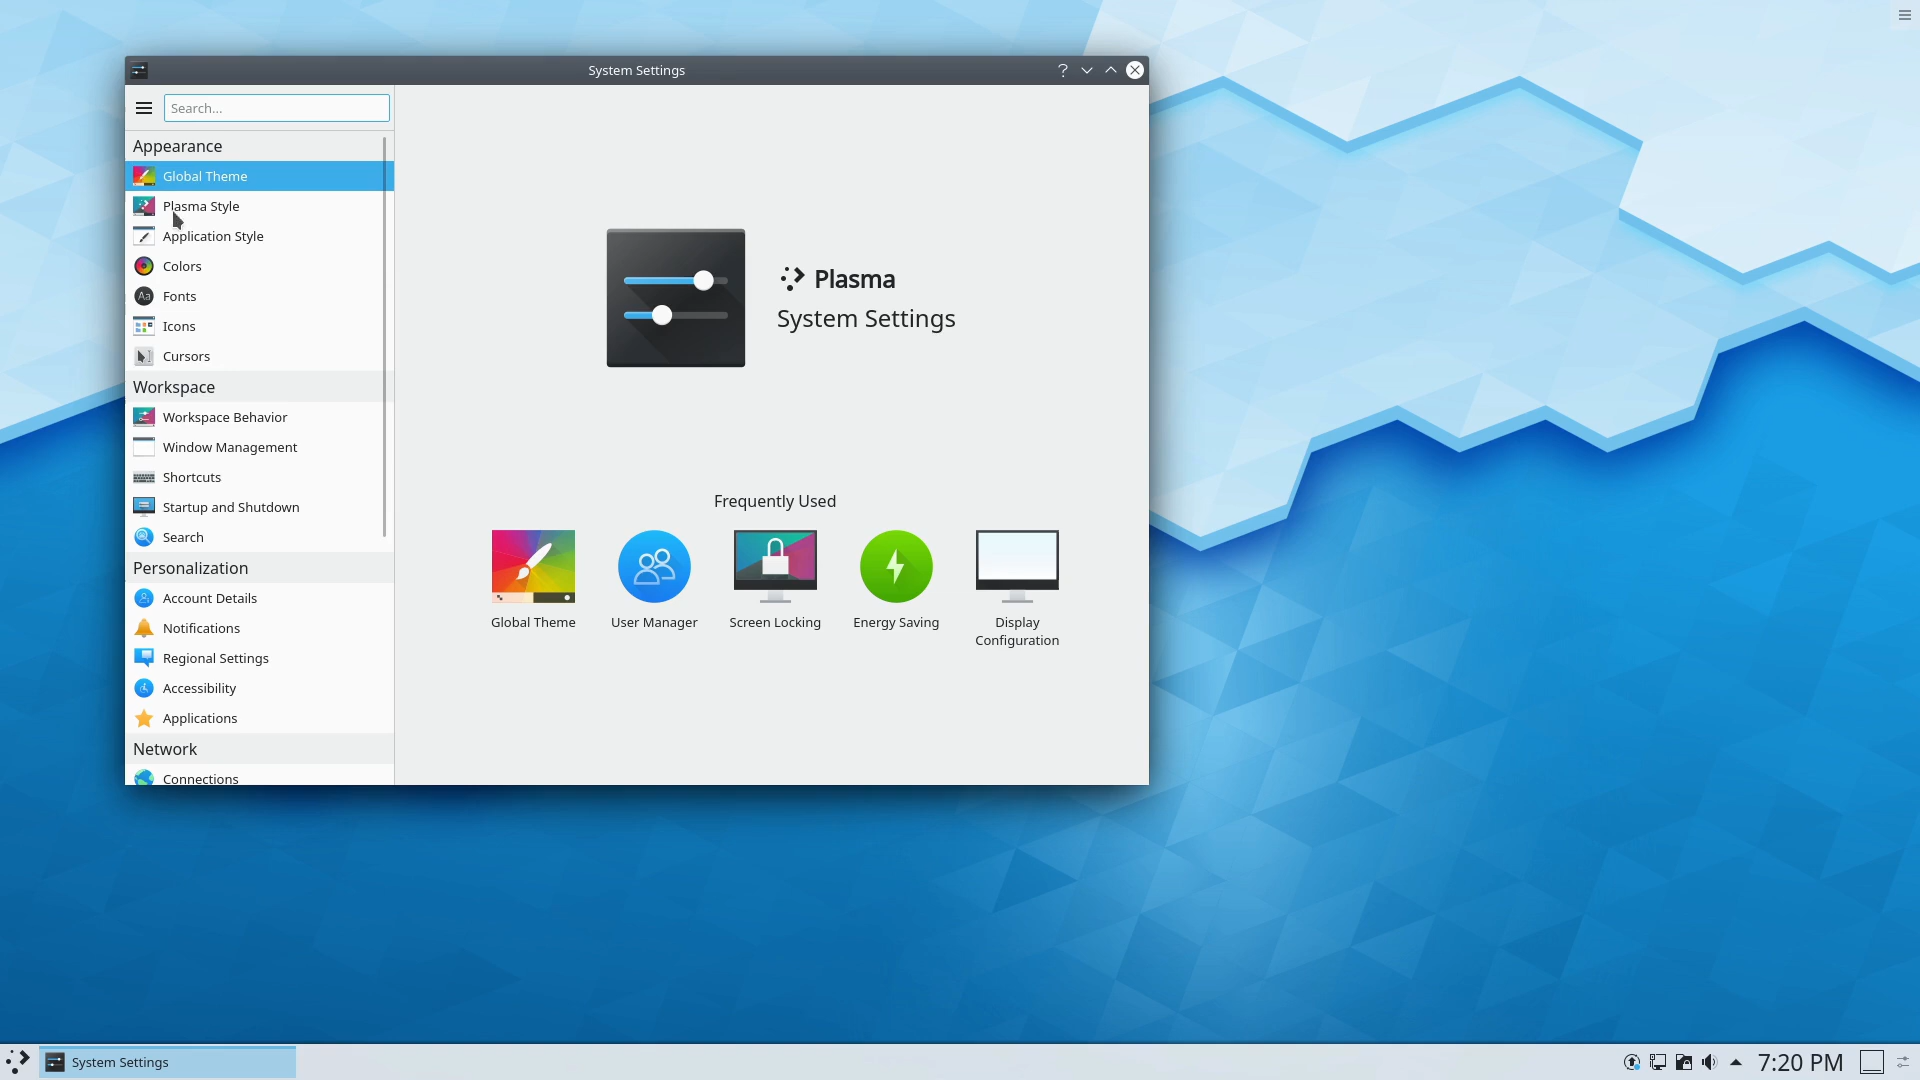 System Settings
Search...
Appearance
Global Theme
Plasma Style
Application Style
Colors
Fonts
Icons
Cursors
Workspace
Workspace Behavior
Window Management
Shortcuts
Startup and Shutdown
Search
Personalization
Account Details
Notifications
Regional Settings
Accessibility
Applications
Network
Connections
Plasma
System Settings
Frequently Used
Global Theme
User Manager
Screen Locking
Energy Saving
Display
Configuration
System Settings
7:20 PM